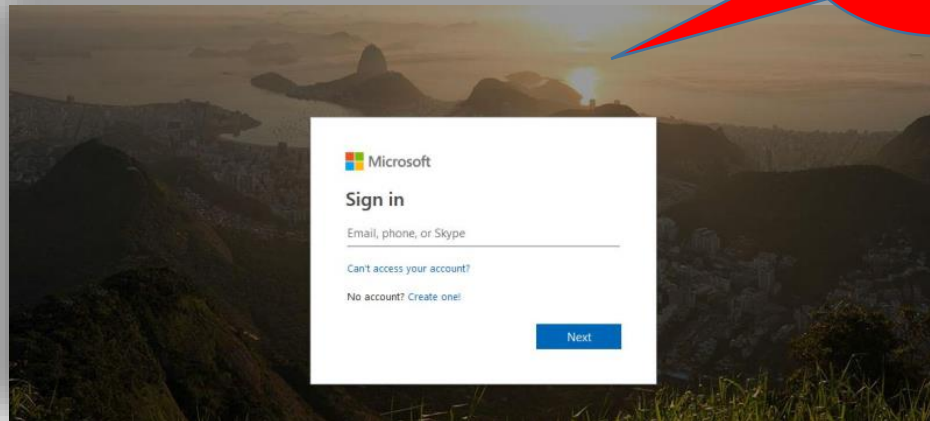 Microsoft
Sign in
Email, phone, or Skype
Can't access your account?
No account? Create one!
Next